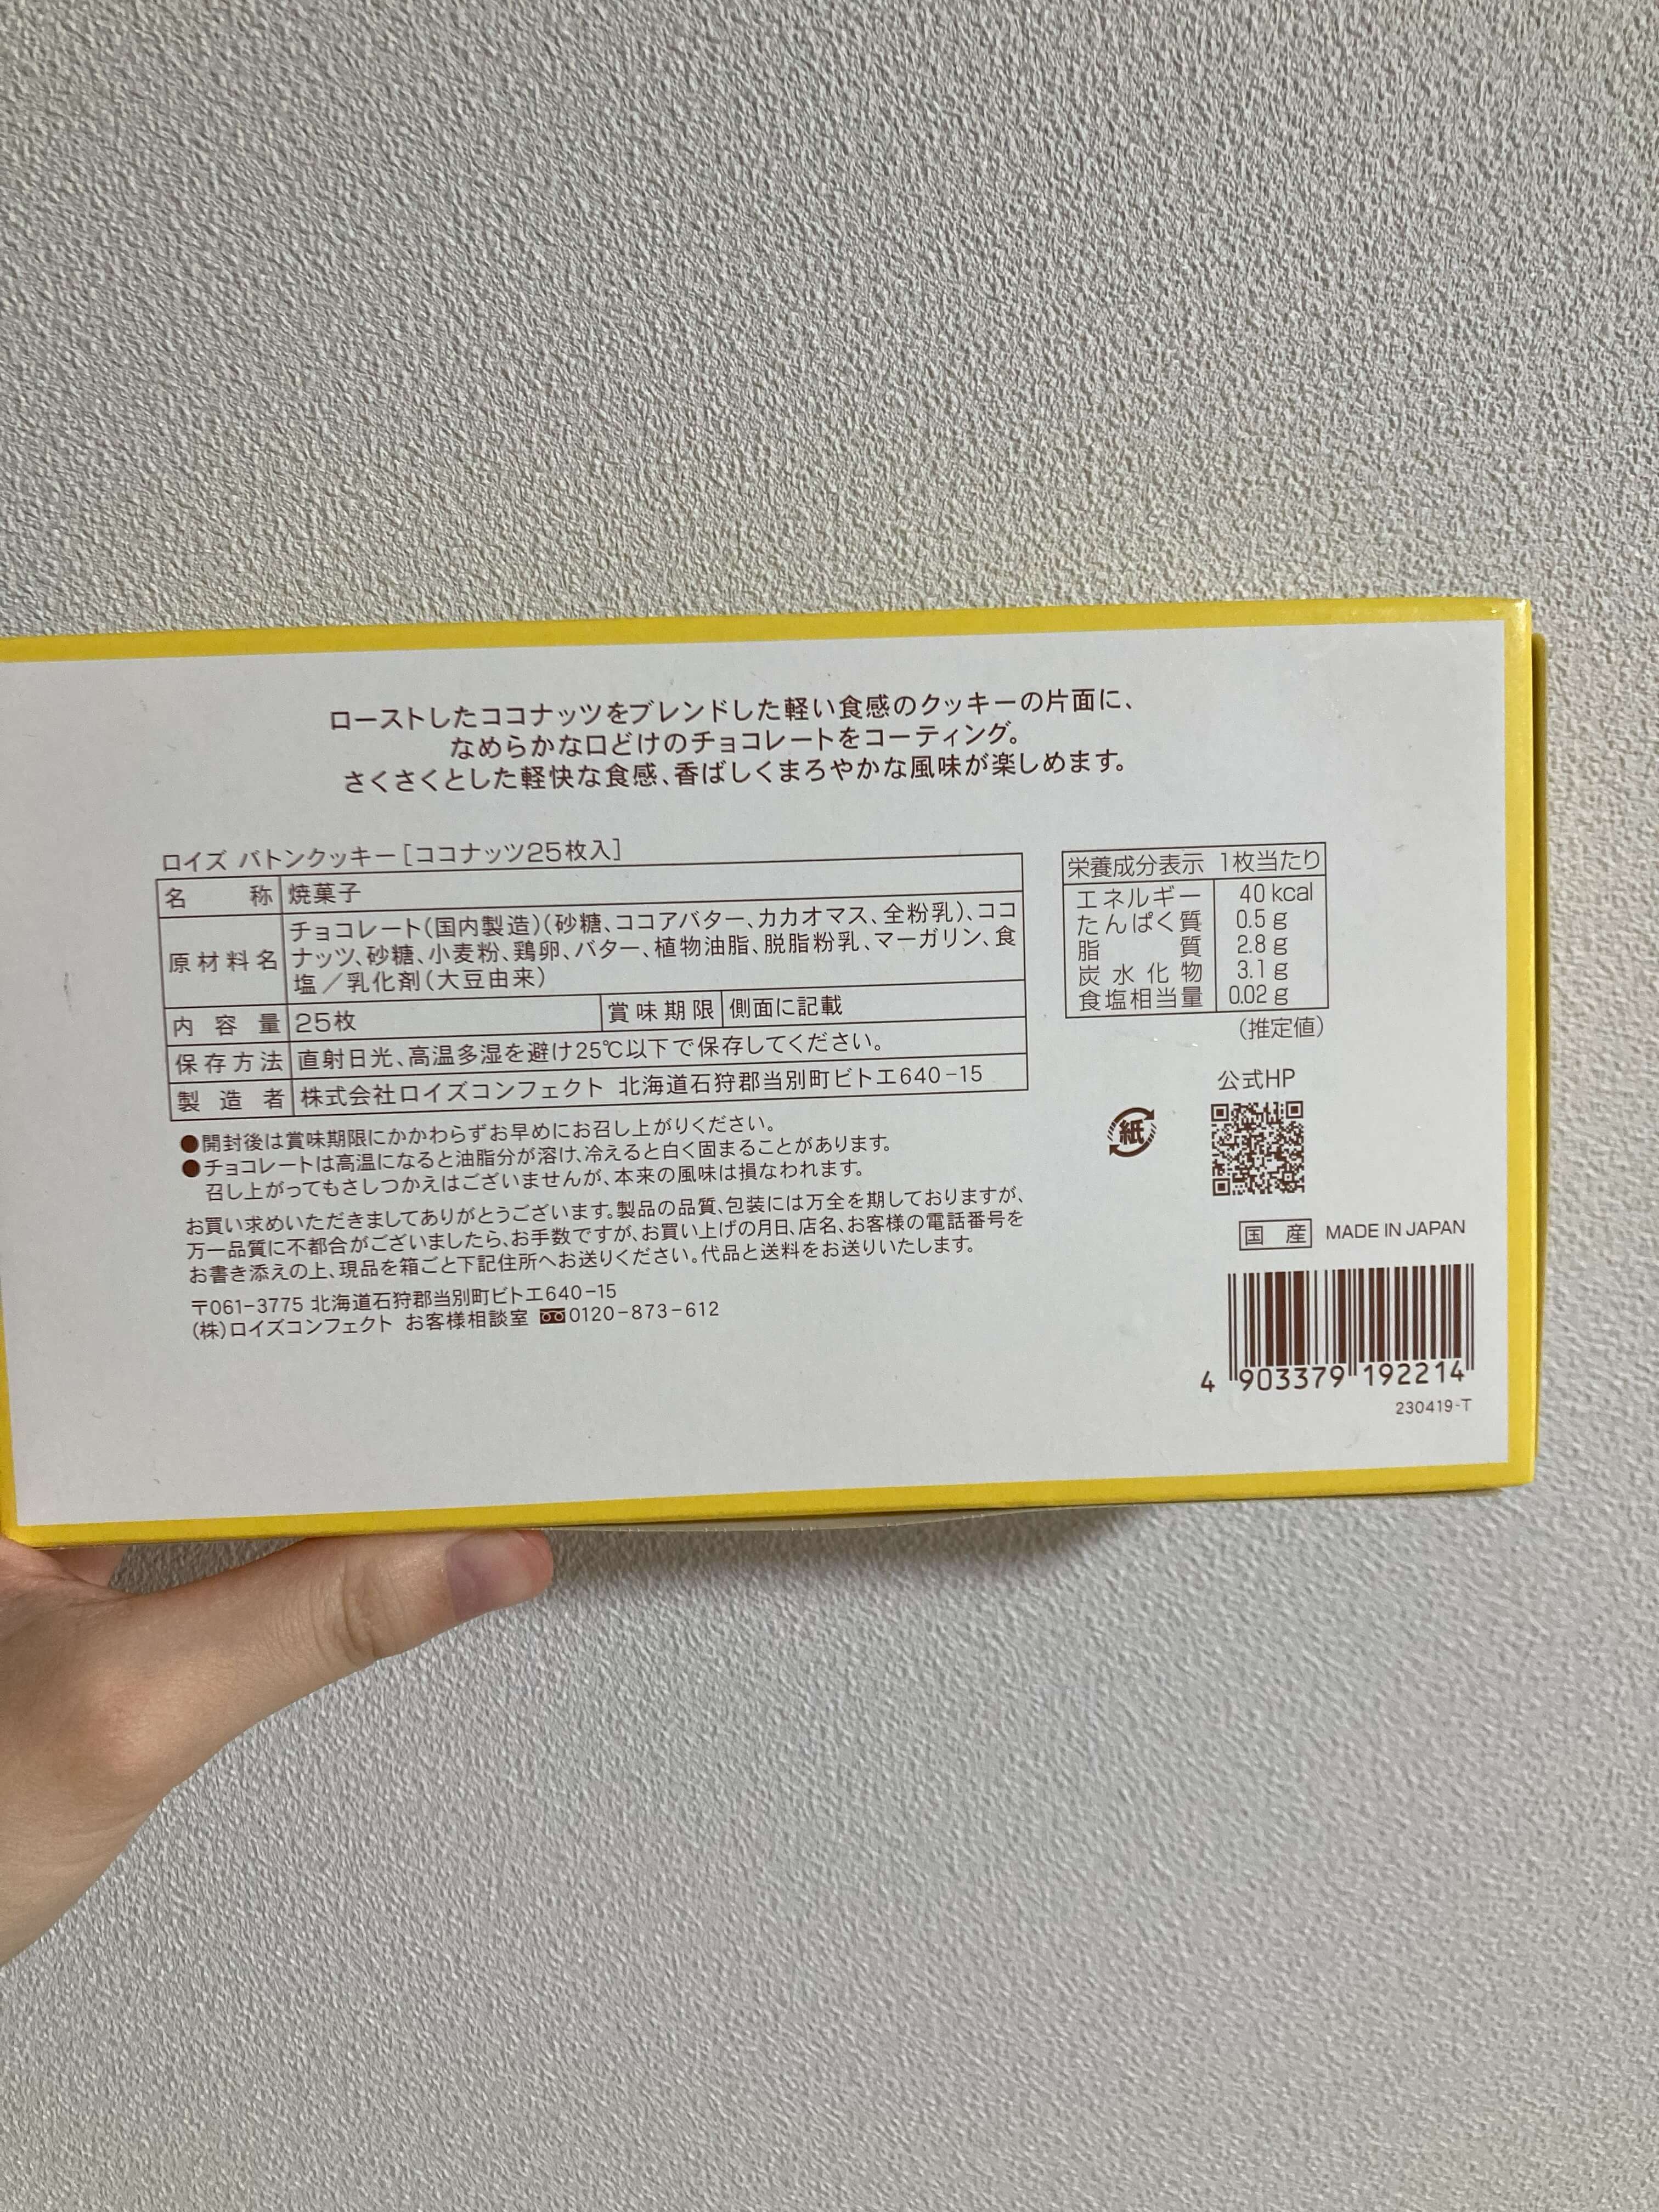 ローストしたココナッツをブレンドした軽い食感のクッキーの片面に、
なめらかな口どけのチョコレートをコーティング。
さくさくとした軽快な食感、香ばしくまろやかな風味が楽しめます。
ロイズ バトンクッキー[ココナッツ25枚入]
名称 焼菓子
原材料名 チョコレート(国内製造)(砂糖、ココアバター、カカオマス、全粉乳)、ココ
ナッツ、砂糖、小麦粉、鶏卵、バター、植物油脂、脱脂粉乳、マーガリン、食
塩/乳化剤(大豆由来)
内容量 25枚 賞味期限 側面に記載
保存方法 直射日光、高温多湿を避け25℃以下で保存してください。
製造者 株式会社ロイズコンフェクト 北海道石狩郡当別町ビトエ640-15
●開封後は賞味期限にかかわらずお早めにお召し上がりください。
●チョコレートは高温になると油脂分が溶け、冷えると白く固まることがあります。
召し上がってもさしつかえはございませんが、本来の風味は損なわれます。
お買い求めいただきましてありがとうございます。製品の品質、包装には万全を期しておりますが、
万一品質に不都合がございましたら、お手数ですが、お買い上げの月日、店名、お客様の電話番号を
お書き添えの上、現品を箱ごと下記住所へお送りください。代品と送料をお送りいたします。
〒061-3775 北海道石狩郡当別町ビトエ640-15
(株)ロイズコンフェクト お客様相談室 0120-873-612
栄養成分表示 1枚当たり
エネルギー 40 kcal
たんぱく質 0.5 g
脂質 2.8 g
炭水化物 3.1 g
食塩相当量 0.02 g
(推定値)
公式HP
紙
国産 MADE IN JAPAN
4 903379 192214
230419-T